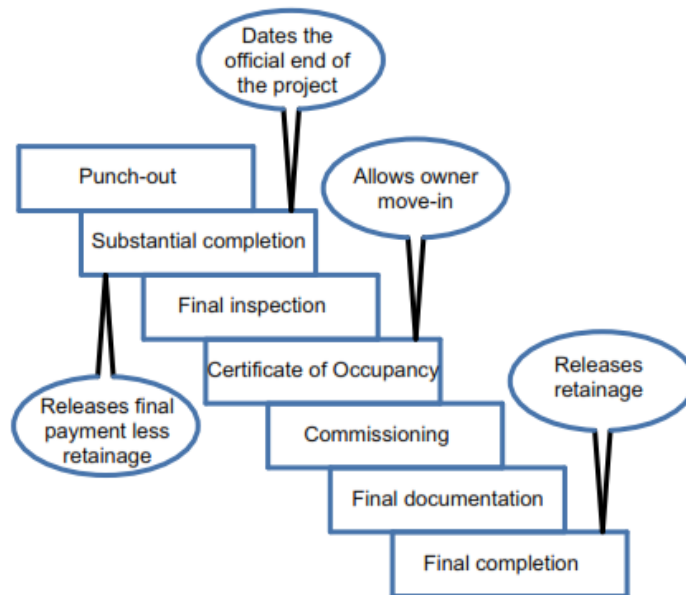 Dates the
official end of
the project
Punch-out
Allows owner
move-in
Substantial completion
Final inspection
Certificate of Occupancy
Releases
retainage
Releases final
payment less
retainage
Commissioning
Final documentation
Final completion